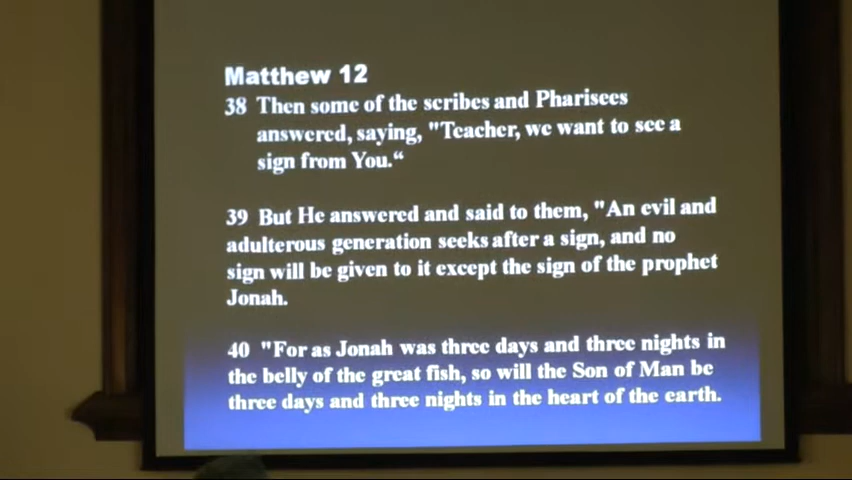 Matthew 12
38 Then some of the scribes and Pharisees
answered, saying, "Teacher, we want to see a
sign from You.“
39 But He answered and said to them, "An evil and
adulterous generation seeks after a sign, and no
sign will be given to it except the sign of the prophet
Jonah.
40 "For as Jonah was three days and three nights in
the belly of the great fish, so will the Son of Man be
three days and three nights in the heart of the earth.